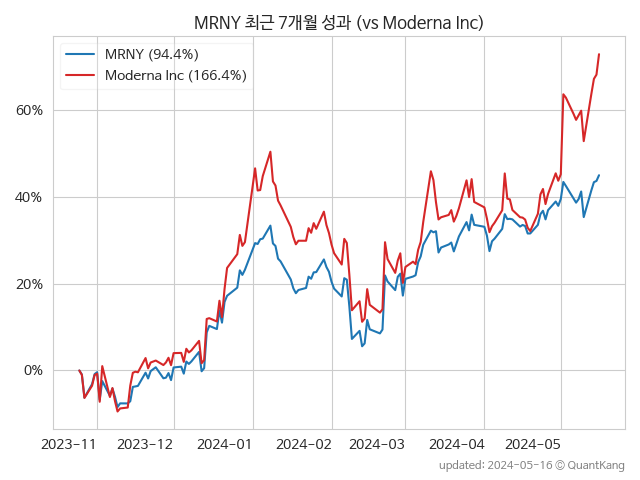 MRNY 최근 7개월 성과 (vs Moderna Inc)
MRNY (94.4%)
Moderna Inc (166.4%)
60%
40%
20%
0%
2023-11 2023-12 2024-01 2024-02 2024-03 2024-04 2024-05
updated: 2024-05-16 © QuantKang